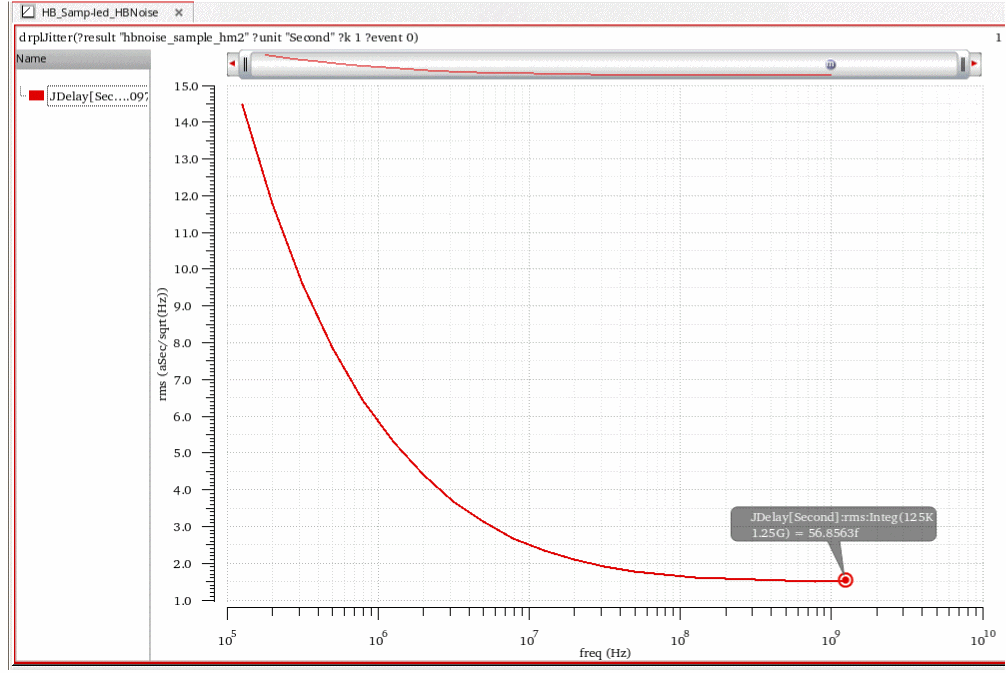 HB_Samp-led_HBNoise ×
drplJitter(?result "hbnoise_sample_hm2" ?unit "Second" ?k 1 ?event 0) 1
Name
JDelay[Sec....097
15.0
14.0
13.0
12.0
11.0
10.0
9.0
8.0
7.0
6.0
5.0
4.0
3.0
2.0
1.0
rms (aSec/sqrt(Hz))
JDelay[Second]:rms:Integ(125K
1.25G) = 56.8563f
10^5 10^6 10^7 10^8 10^9 10^10
freq (Hz)